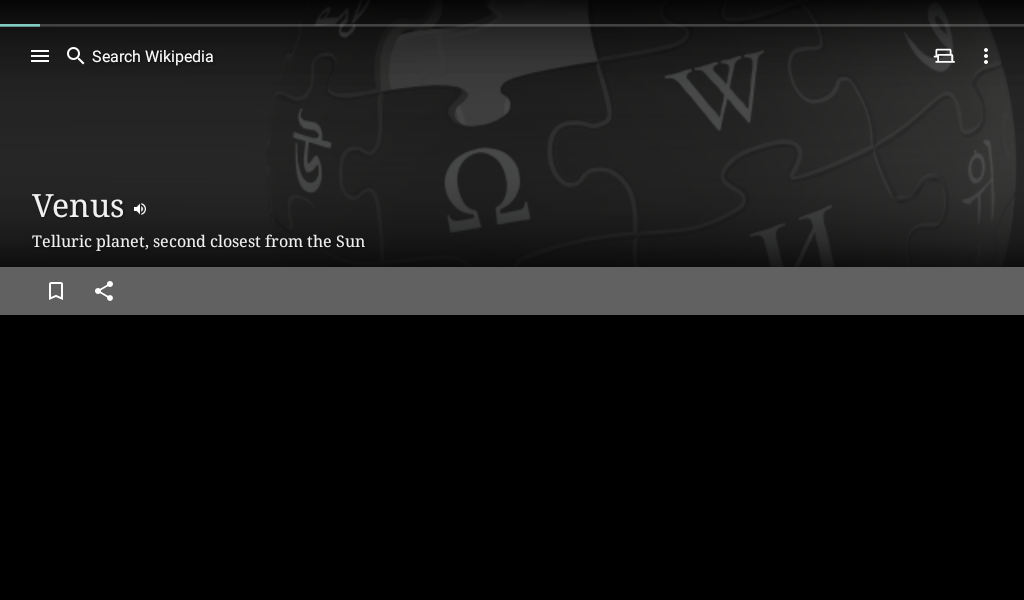 Search Wikipedia
W
Ω
И
Venus
Telluric planet, second closest from the Sun